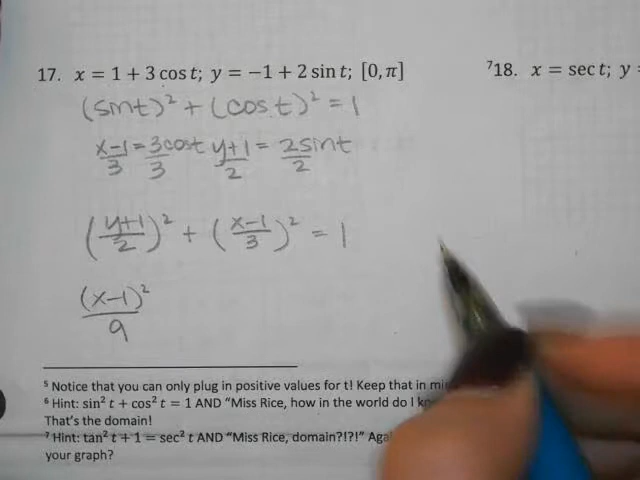 17. x = 1 + 3 cos t; y = −1 + 2 sin t; [0, π]
⁷18. x = sec t; y =
(sint)² + (cos t)² = 1
x−1/3 = 3cost/3 y+1/2 = 2sint/2
(y+1/2)² + (x−1/3)² = 1
(x−1)²/9
⁵ Notice that you can only plug in positive values for t! Keep that in
⁶ Hint: sin² t + cos² t = 1 AND "Miss Rice, how in the world do I
That's the domain!
⁷ Hint: tan² t + 1 = sec² t AND "Miss Rice, domain?!?!"
your graph?